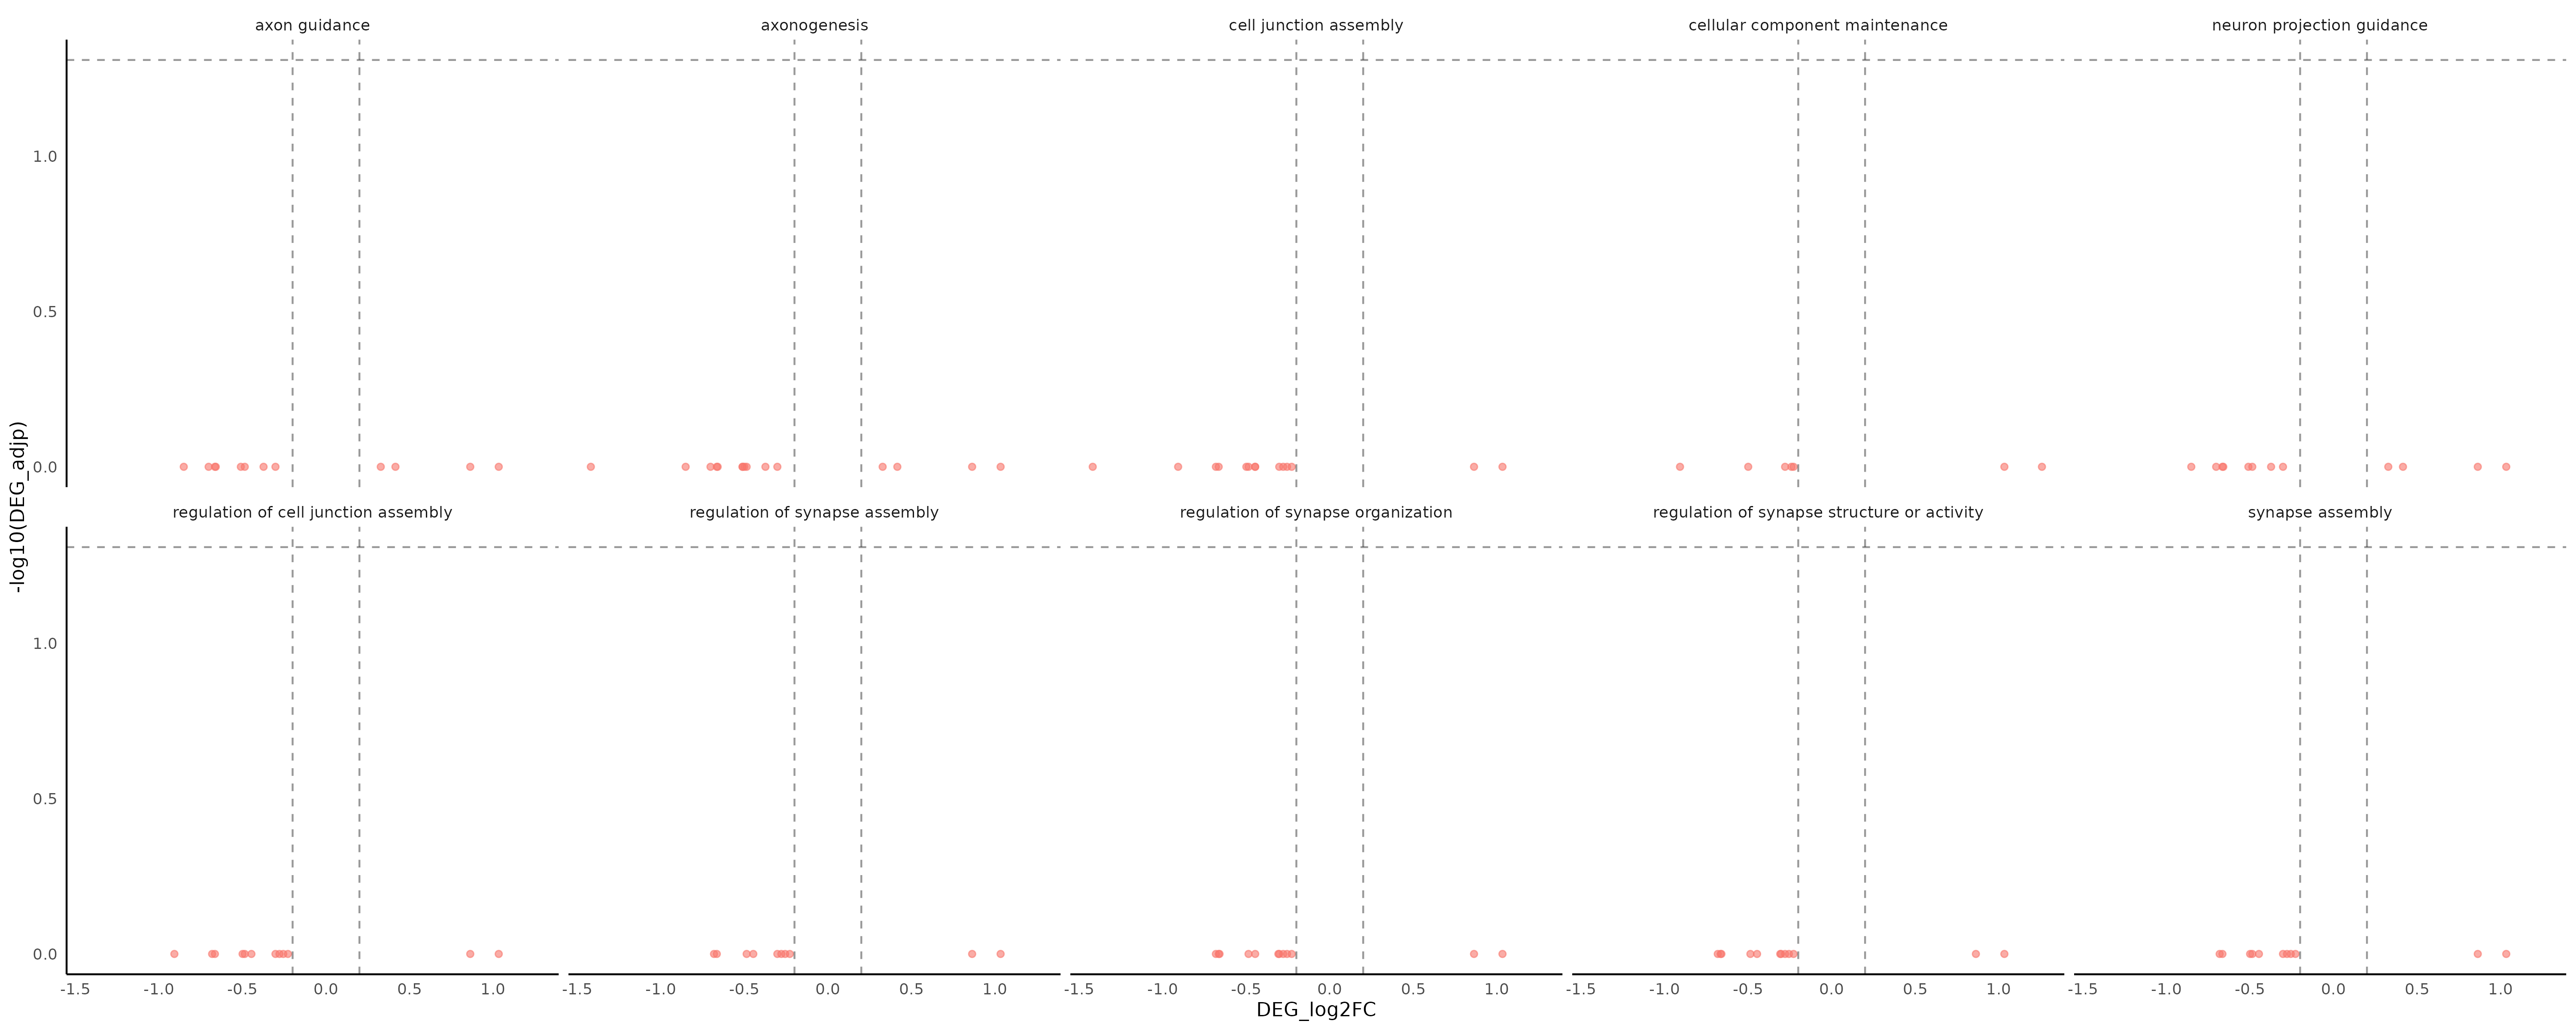 axon guidance
axonogenesis
cell junction assembly
cellular component maintenance
neuron projection guidance
1.0
0.5
0.0
-log10(DEG_adjp)
regulation of cell junction assembly
regulation of synapse assembly
regulation of synapse organization
regulation of synapse structure or activity
synapse assembly
1.0
0.5
0.0
-1.5 -1.0 -0.5 0.0 0.5 1.0
-1.5 -1.0 -0.5 0.0 0.5 1.0
-1.5 -1.0 -0.5 0.0 0.5 1.0
-1.5 -1.0 -0.5 0.0 0.5 1.0
-1.5 -1.0 -0.5 0.0 0.5 1.0
DEG_log2FC